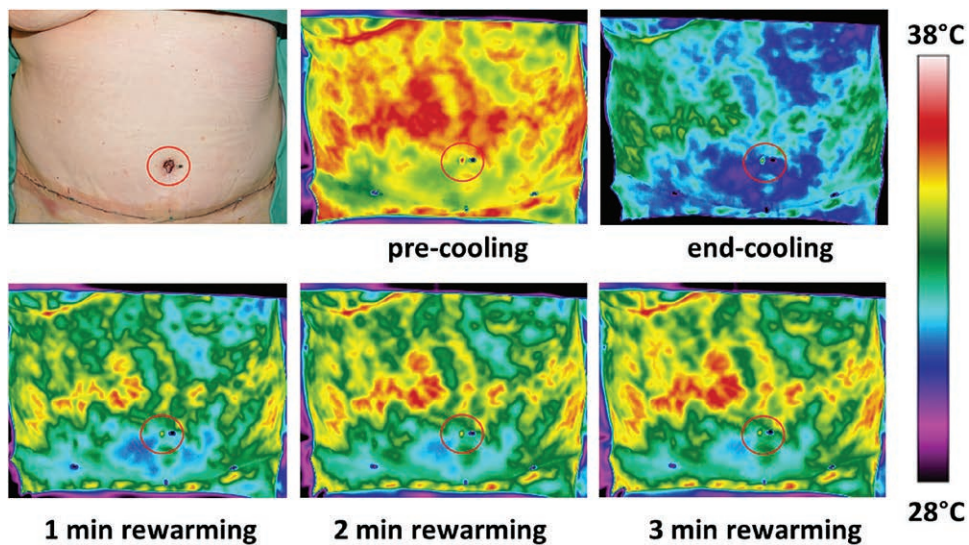 38°C
pre-cooling
end-cooling
1 min rewarming
2 min rewarming
3 min rewarming
28°C